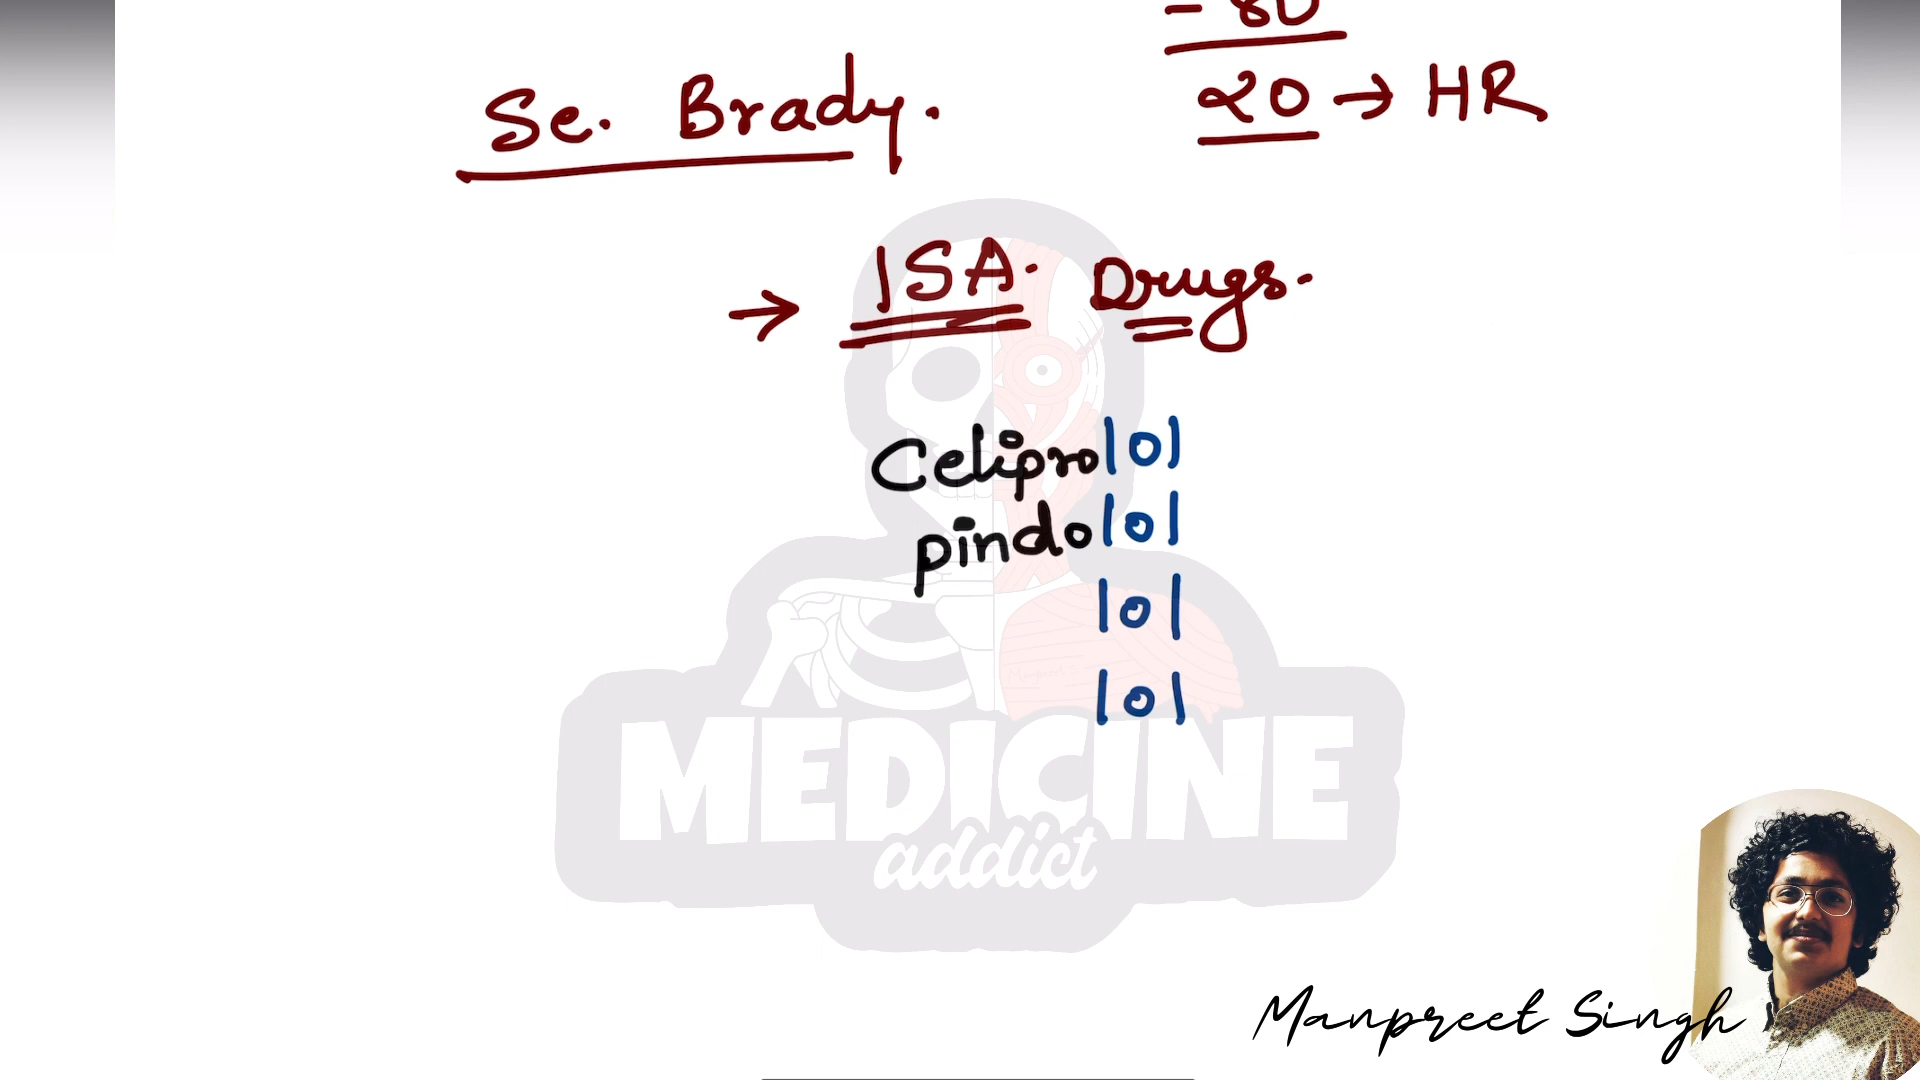 - 80
20 → HR
Se. Brady.
→ ISA. Drugs.
Celiprolol
pindolol
lol
lol
MEDICINE
addict
Manpreet Singh